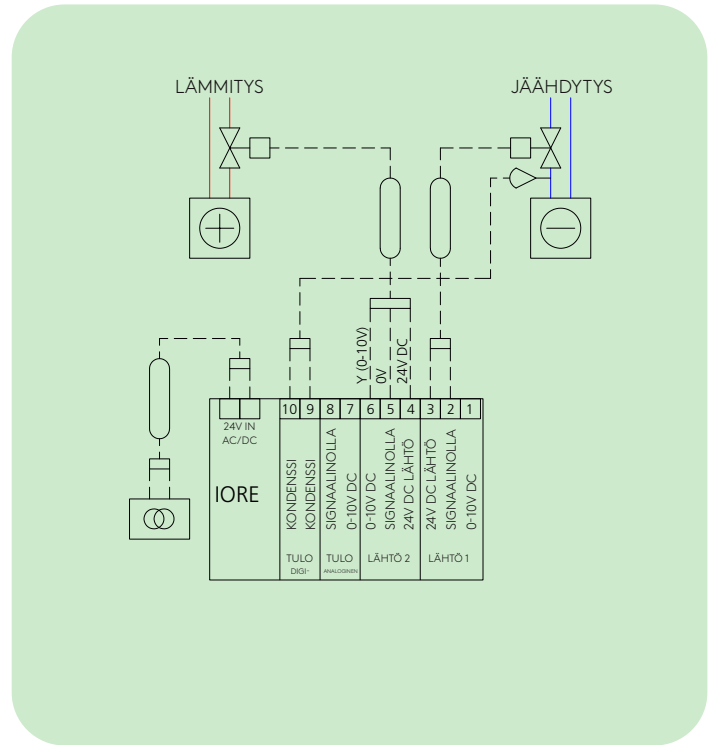 LÄMMITYS
JÄÄHDYTYS
Y (0-10V)
0V
24V DC
10 9 8 7 6 5 4 3 2 1
24V IN
AC/DC
IORE
KONDENSSI
KONDENSSI
SIGNAALINOLLA
0-10V DC
0-10V DC
SIGNAALINOLLA
24V DC LÄHTÖ
24V DC LÄHTÖ
SIGNAALINOLLA
0-10V DC
TULO TULO LÄHTÖ 2 LÄHTÖ 1
DIGI- ANALOGINEN